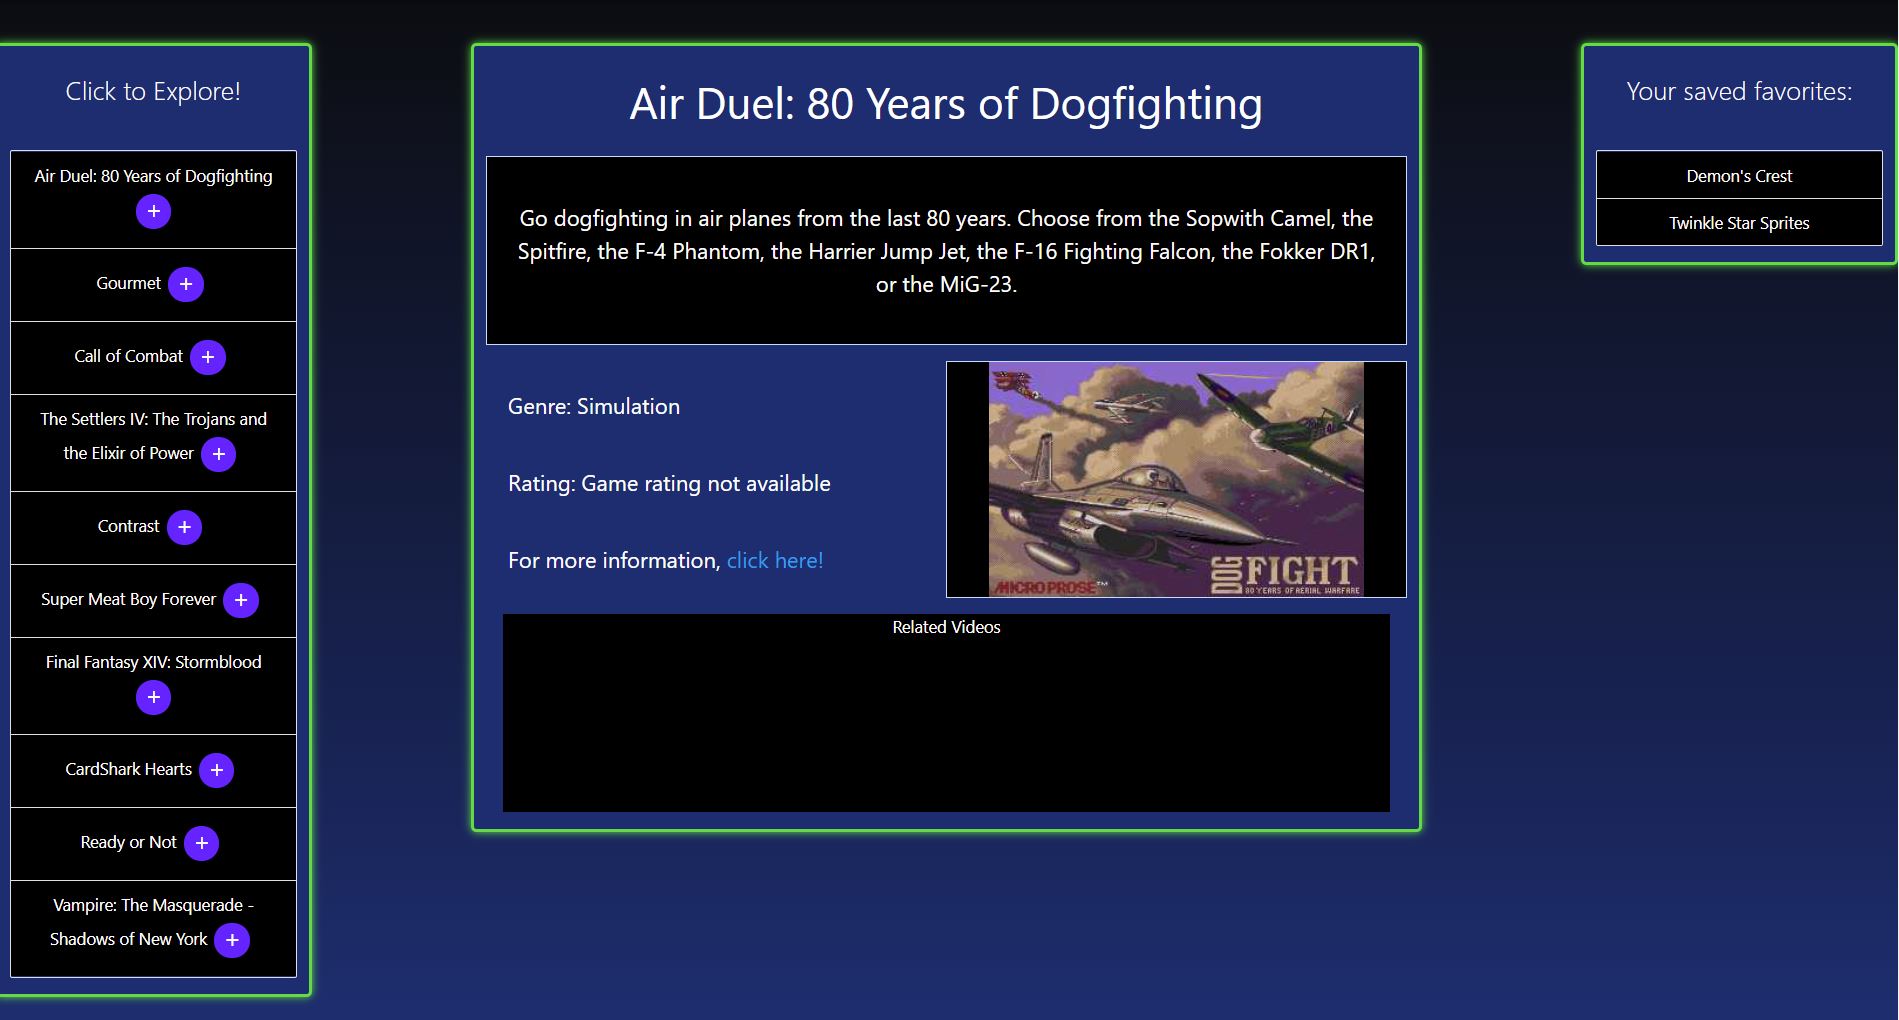 Click to Explore!
Air Duel: 80 Years of Dogfighting
+
Gourmet +
Call of Combat +
The Settlers IV: The Trojans and
the Elixir of Power +
Contrast +
Super Meat Boy Forever +
Final Fantasy XIV: Stormblood
+
CardShark Hearts +
Ready or Not +
Vampire: The Masquerade -
Shadows of New York +
Air Duel: 80 Years of Dogfighting
Go dogfighting in air planes from the last 80 years. Choose from the Sopwith Camel, the
Spitfire, the F-4 Phantom, the Harrier Jump Jet, the F-16 Fighting Falcon, the Fokker DR1,
or the MiG-23.
Genre: Simulation
Rating: Game rating not available
For more information, click here!
MICROPROSE™
DOG FIGHT
80 YEARS OF AERIAL WARFARE
Related Videos
Your saved favorites:
Demon's Crest
Twinkle Star Sprites